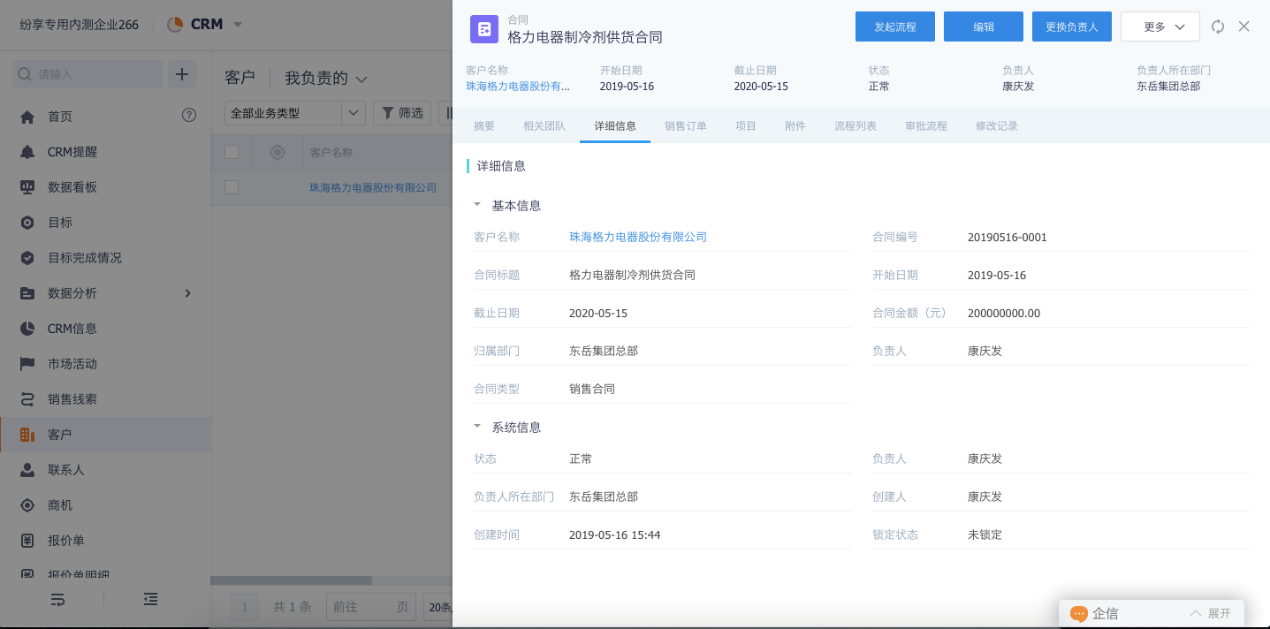 纷享专用内测企业266
CRM
请输入
首页
CRM提醒
数据看板
目标
目标完成情况
数据分析
CRM信息
市场活动
销售线索
客户
联系人
商机
报价单
报价单明细
客户
我负责的
全部业务类型
筛选
客户名称
珠海格力电器股份有限公司
1
共 1 条
前往
页
20条
合同
格力电器制冷剂供货合同
发起流程
编辑
更换负责人
更多
客户名称 开始日期 截止日期 状态 负责人 负责人所在部门
珠海格力电器股份有... 2019-05-16 2020-05-15 正常 康庆发 东岳集团总部
摘要 相关团队 详细信息 销售订单 项目 附件 流程列表 审批流程 修改记录
详细信息
基本信息
客户名称 珠海格力电器股份有限公司 合同编号 20190516-0001
合同标题 格力电器制冷剂供货合同 开始日期 2019-05-16
截止日期 2020-05-15 合同金额（元） 200000000.00
归属部门 东岳集团总部 负责人 康庆发
合同类型 销售合同
系统信息
状态 正常 负责人 康庆发
负责人所在部门 东岳集团总部 创建人 康庆发
创建时间 2019-05-16 15:44 锁定状态 未锁定
企信
展开